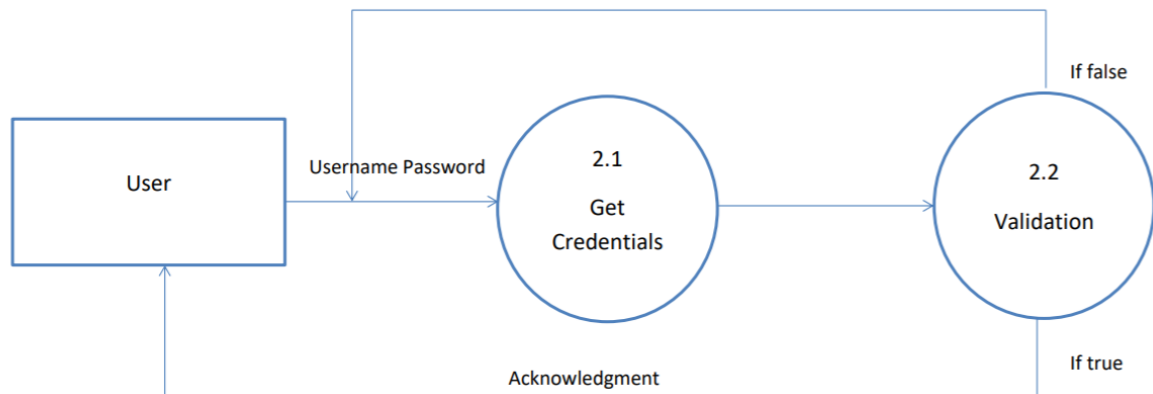 If false
Username Password
User
2.1
Get
Credentials
2.2
Validation
If true
Acknowledgment